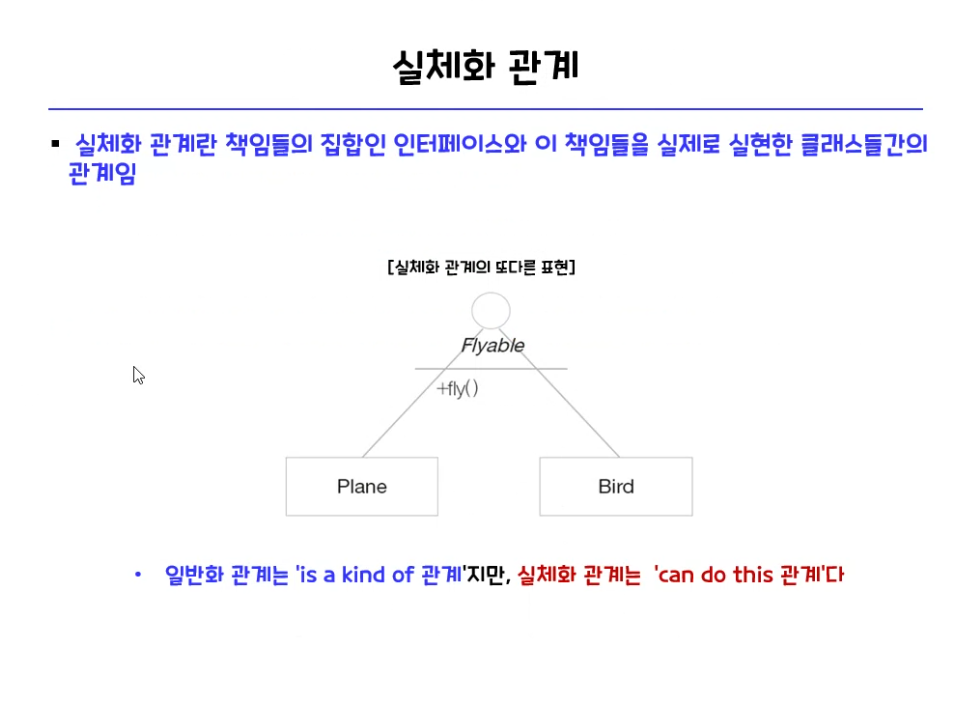 실체화 관계
▪ 실체화 관계란 책임들의 집합인 인터페이스와 이 책임들을 실제로 실현한 클래스들간의
관계임
[실체화 관계의 또다른 표현]
Flyable
+fly()
Plane
Bird
• 일반화 관계는 'is a kind of 관계'지만, 실체화 관계는 'can do this 관계'다